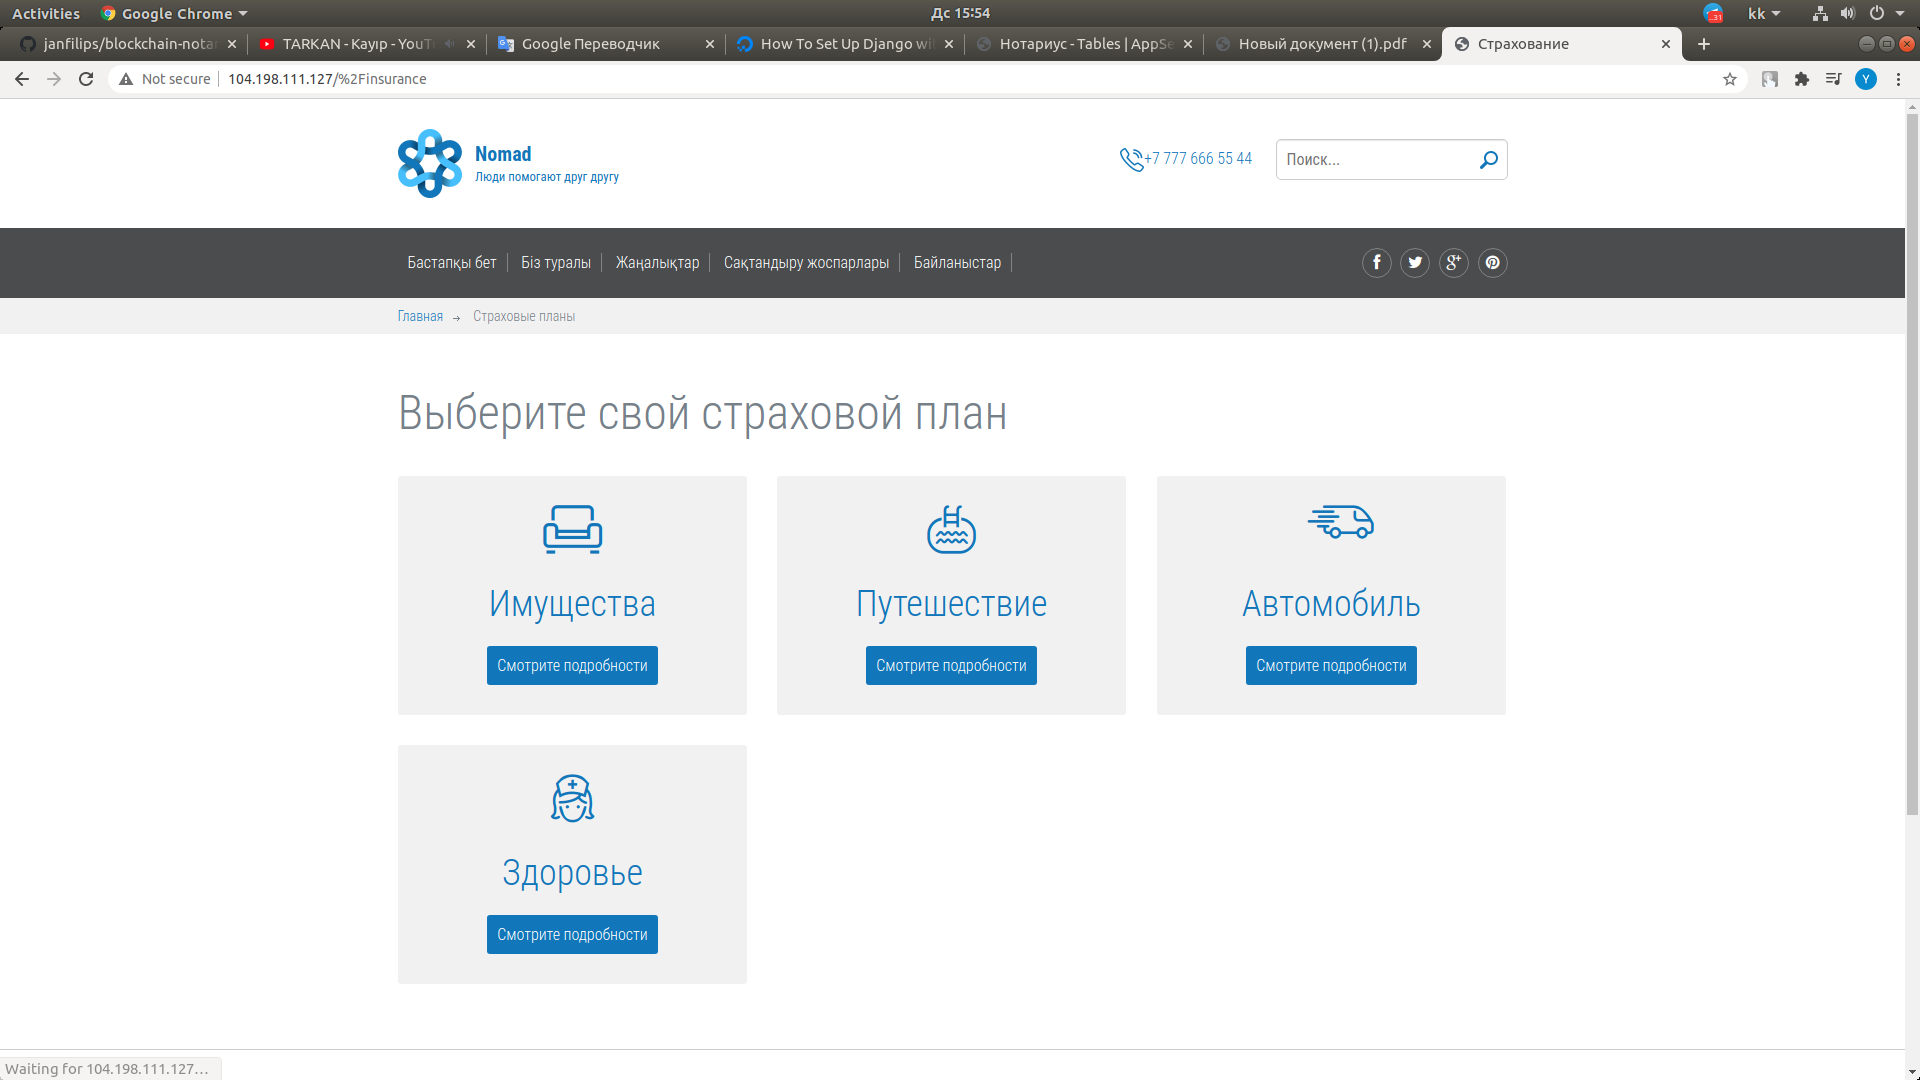 Activities Google Chrome Дс 15:54 kk
janfilips/blockchain-nota TARKAN - Kayıp - YouTu Google Переводчик How To Set Up Django wi Нотариус - Tables | AppSe Новый документ (1).pdf Страхование
Not secure 104.198.111.127/%2Finsurance
Nomad
Люди помогают друг другу
+7 777 666 55 44
Поиск...
Бастапқы бет Біз туралы Жаңалықтар Сақтандыру жоспарлары Байланыстар
Главная → Страховые планы
Выберите свой страховой план
Имущества Путешествие Автомобиль
Смотрите подробности Смотрите подробности Смотрите подробности
Здоровье
Смотрите подробности
Waiting for 104.198.111.127...